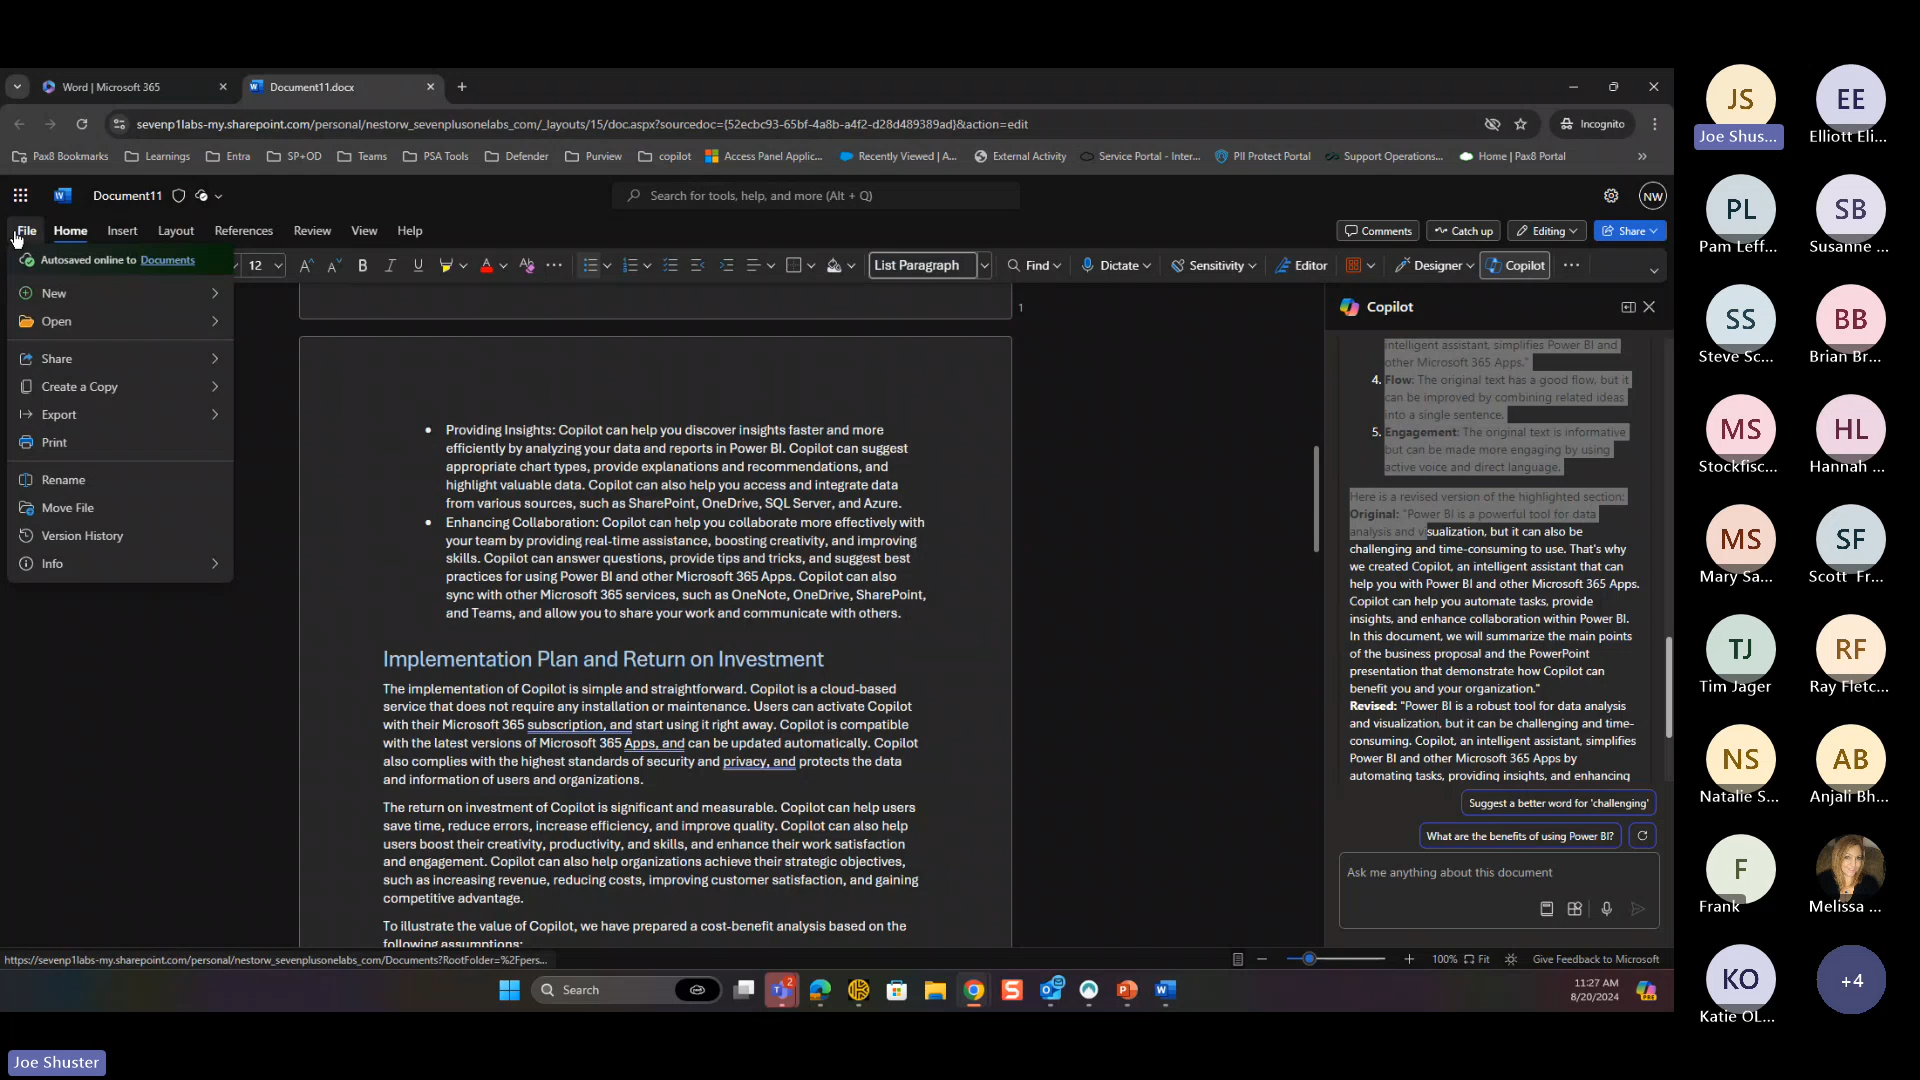 Word | Microsoft 365
Document11.docx
sevenp1labs-my.sharepoint.com/personal/nestorw_sevenplusonelabs_com/_layouts/15/doc.aspx?sourcedoc={52ecbc93-65bf-4a8b-a4f2-d28d489389ad}&action=edit
Incognito
Pax8 Bookmarks
Learnings
Entra
SP+OD
Teams
PSA Tools
Defender
Purview
copilot
Access Panel Applic...
Recently Viewed | A...
External Activity
Service Portal - Inter...
PII Protect Portal
Support Operations...
Home | Pax8 Portal
Document11
Search for tools, help, and more (Alt + Q)
NW
File
Home
Insert
Layout
References
Review
View
Help
Comments
Catch up
Editing
Share
12
List Paragraph
Find
Dictate
Sensitivity
Editor
Designer
Copilot
Autosaved online to Documents
New
Open
Share
Create a Copy
Export
Print
Rename
Move File
Version History
Info
1
Providing Insights: Copilot can help you discover insights faster and more
efficiently by analyzing your data and reports in Power BI. Copilot can suggest
appropriate chart types, provide explanations and recommendations, and
highlight valuable data. Copilot can also help you access and integrate data
from various sources, such as SharePoint, OneDrive, SQL Server, and Azure.
Enhancing Collaboration: Copilot can help you collaborate more effectively with
your team by providing real-time assistance, boosting creativity, and improving
skills. Copilot can answer questions, provide tips and tricks, and suggest best
practices for using Power BI and other Microsoft 365 Apps. Copilot can also
sync with other Microsoft 365 services, such as OneNote, OneDrive, SharePoint,
and Teams, and allow you to share your work and communicate with others.
Implementation Plan and Return on Investment
The implementation of Copilot is simple and straightforward. Copilot is a cloud-based
service that does not require any installation or maintenance. Users can activate Copilot
with their Microsoft 365 subscription, and start using it right away. Copilot is compatible
with the latest versions of Microsoft 365 Apps, and can be updated automatically. Copilot
also complies with the highest standards of security and privacy, and protects the data
and information of users and organizations.
The return on investment of Copilot is significant and measurable. Copilot can help users
save time, reduce errors, increase efficiency, and improve quality. Copilot can also help
users boost their creativity, productivity, and skills, and enhance their work satisfaction
and engagement. Copilot can also help organizations achieve their strategic objectives,
such as increasing revenue, reducing costs, improving customer satisfaction, and gaining
competitive advantage.
To illustrate the value of Copilot, we have prepared a cost-benefit analysis based on the
following assumptions:
Copilot
intelligent assistant, simplifies Power BI and
other Microsoft 365 Apps."
4. Flow: The original text has a good flow, but it
can be improved by combining related ideas
into a single sentence.
5. Engagement: The original text is informative
but can be made more engaging by using
active voice and direct language.
Here is a revised version of the highlighted section:
Original: "Power BI is a powerful tool for data
analysis and visualization, but it can also be
challenging and time-consuming to use. That's why
we created Copilot, an intelligent assistant that can
help you with Power BI and other Microsoft 365 Apps.
Copilot can help you automate tasks, provide
insights, and enhance collaboration within Power BI.
In this document, we will summarize the main points
of the business proposal and the PowerPoint
presentation that demonstrate how Copilot can
benefit you and your organization."
Revised: "Power BI is a robust tool for data analysis
and visualization, but it can be challenging and time-
consuming. Copilot, an intelligent assistant, simplifies
Power BI and other Microsoft 365 Apps by
automating tasks, providing insights, and enhancing
Suggest a better word for 'challenging'
What are the benefits of using Power BI?
Ask me anything about this document
https://sevenp1labs-my.sharepoint.com/personal/nestorw_sevenplusonelabs_com/Documents?RootFolder=%2Fpers...
100%
Fit
Give Feedback to Microsoft
Search
2
11:27 AM
8/20/2024
JS
Joe Shus...
EE
Elliott Eli...
PL
Pam Leff...
SB
Susanne ...
SS
Steve Sc...
BB
Brian Br...
MS
Stockfisc...
HL
Hannah ...
MS
Mary Sa...
SF
Scott Fr...
TJ
Tim Jager
RF
Ray Fletc...
NS
Natalie S...
AB
Anjali Bh...
F
Frank
Melissa ...
KO
Katie OL...
+4
Joe Shuster